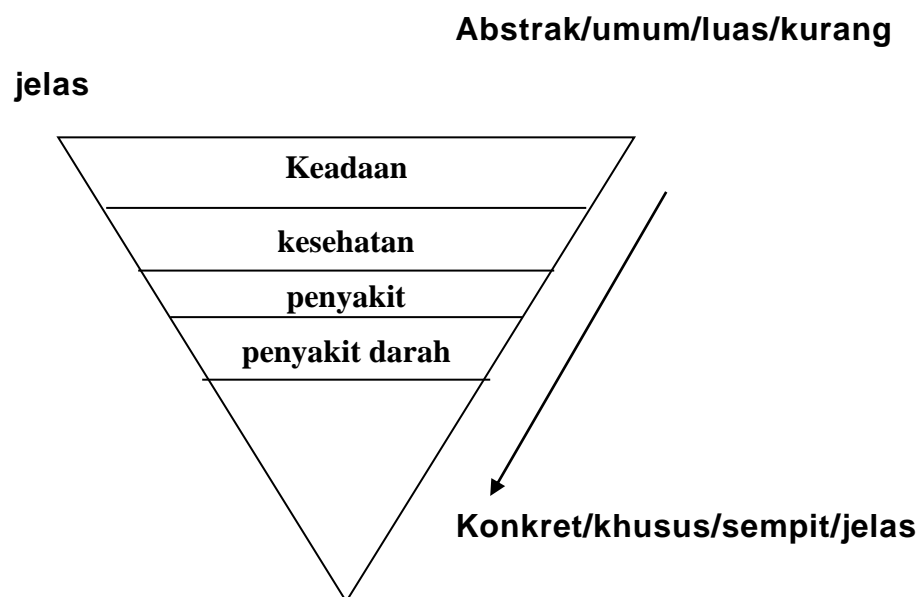 Abstrak/umum/luas/kurang
jelas
Keadaan
kesehatan
penyakit
penyakit darah
Konkret/khusus/sempit/jelas